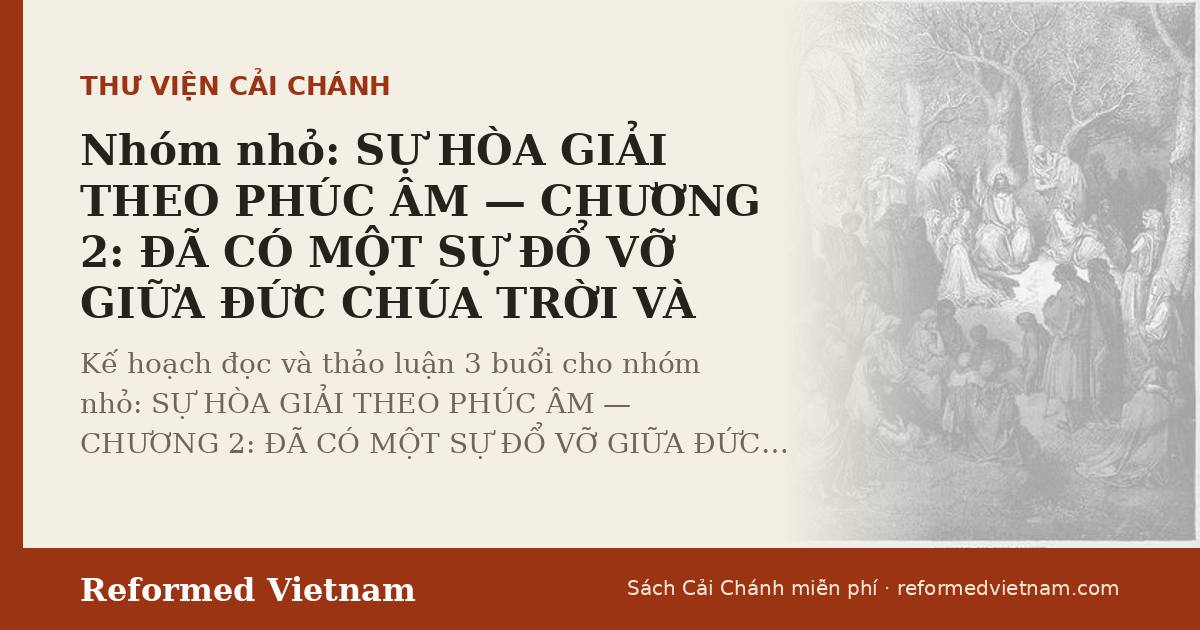 THƯ VIỆN CẢI CHÁNH
Nhóm nhỏ: SỰ HÒA GIẢI
THEO PHÚC ÂM — CHƯƠNG
2: ĐÃ CÓ MỘT SỰ ĐỔ VỠ
GIỮA ĐỨC CHÚA TRỜI VÀ
Kế hoạch đọc và thảo luận 3 buổi cho nhóm
nhỏ: SỰ HÒA GIẢI THEO PHÚC ÂM —
CHƯƠNG 2: ĐÃ CÓ MỘT SỰ ĐỔ VỠ GIỮA ĐỨC...
Reformed Vietnam
Sách Cải Chánh miễn phí · reformedvietnam.com